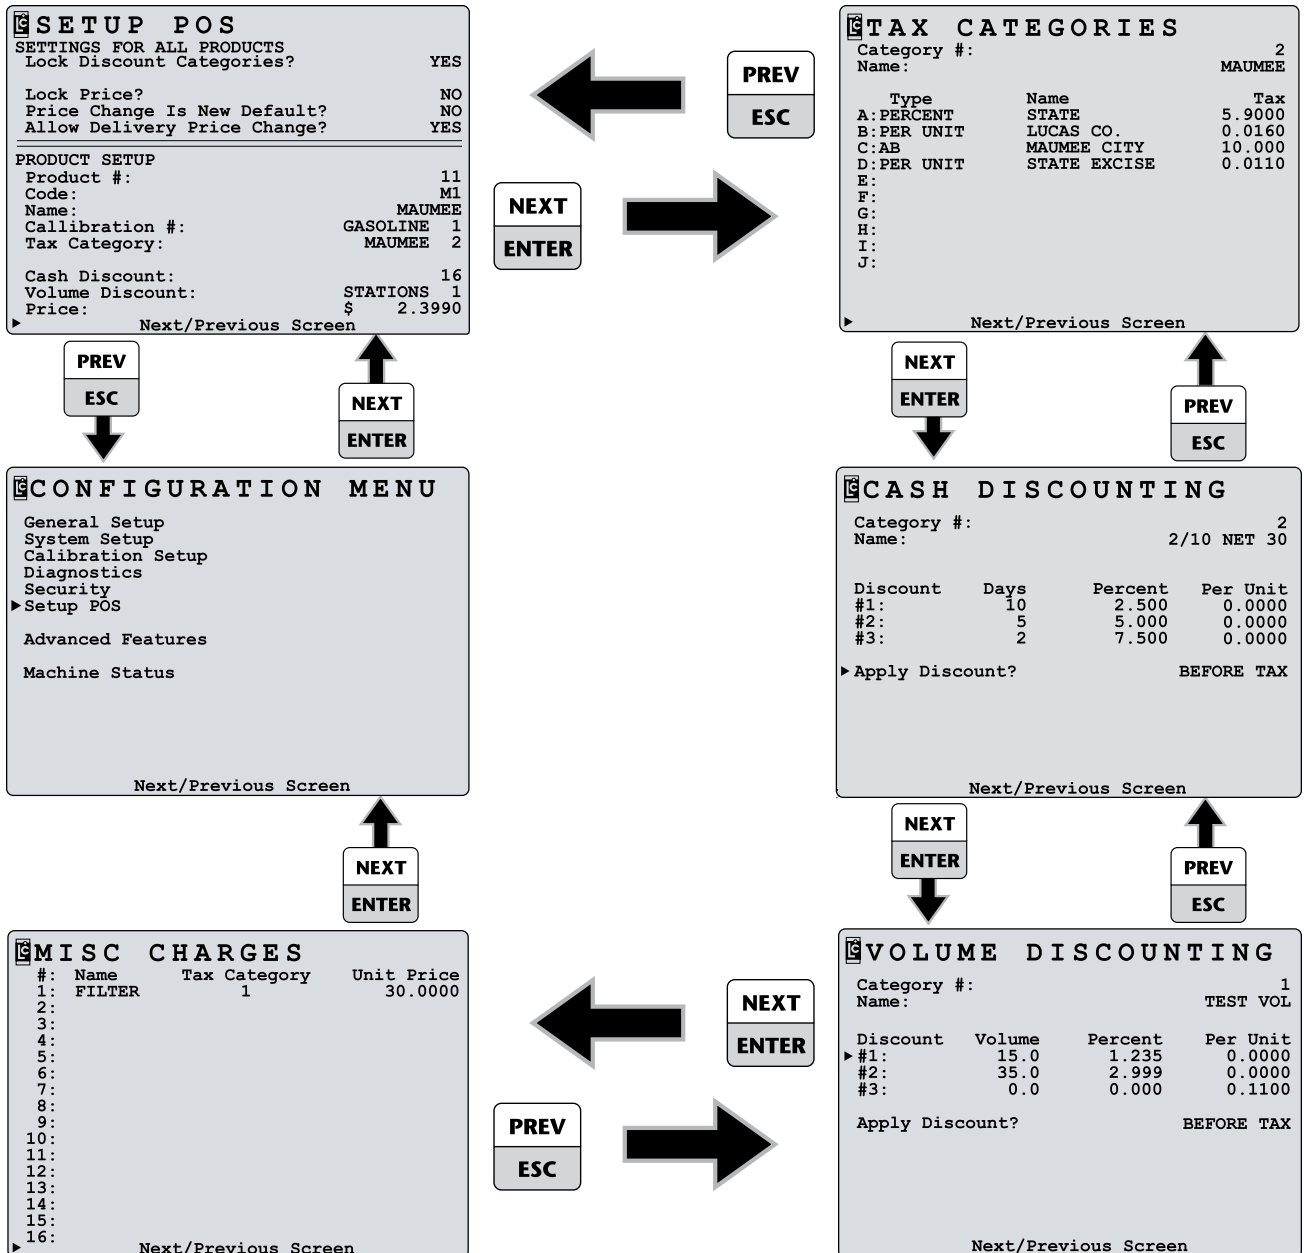 SETUP POS
SETTINGS FOR ALL PRODUCTS
Lock Discount Categories? YES
Lock Price? NO
Price Change Is New Default? NO
Allow Delivery Price Change? YES
PRODUCT SETUP
Product #: 11
Code: M1
Name: MAUMEE
Callibration #: GASOLINE 1
Tax Category: MAUMEE 2
Cash Discount: 16
Volume Discount: STATIONS 1
Price: $ 2.3990
Next/Previous Screen
PREV
ESC
NEXT
ENTER
TAX CATEGORIES
Category #: 2
Name: MAUMEE
Type Name Tax
A:PERCENT STATE 5.9000
B:PER UNIT LUCAS CO. 0.0160
C:AB MAUMEE CITY 10.000
D:PER UNIT STATE EXCISE 0.0110
E:
F:
G:
H:
I:
J:
Next/Previous Screen
PREV
ESC
NEXT
ENTER
NEXT
ENTER
PREV
ESC
CONFIGURATION MENU
General Setup
System Setup
Calibration Setup
Diagnostics
Security
Setup POS
Advanced Features
Machine Status
Next/Previous Screen
CASH DISCOUNTING
Category #: 2
Name: 2/10 NET 30
Discount Days Percent Per Unit
#1: 10 2.500 0.0000
#2: 5 5.000 0.0000
#3: 2 7.500 0.0000
Apply Discount? BEFORE TAX
Next/Previous Screen
NEXT
ENTER
NEXT
ENTER
PREV
ESC
MISC CHARGES
#: Name Tax Category Unit Price
1: FILTER 1 30.0000
2:
3:
4:
5:
6:
7:
8:
9:
10:
11:
12:
13:
14:
15:
16:
Next/Previous Screen
NEXT
ENTER
PREV
ESC
VOLUME DISCOUNTING
Category #: 1
Name: TEST VOL
Discount Volume Percent Per Unit
#1: 15.0 1.235 0.0000
#2: 35.0 2.999 0.0000
#3: 0.0 0.000 0.1100
Apply Discount? BEFORE TAX
Next/Previous Screen